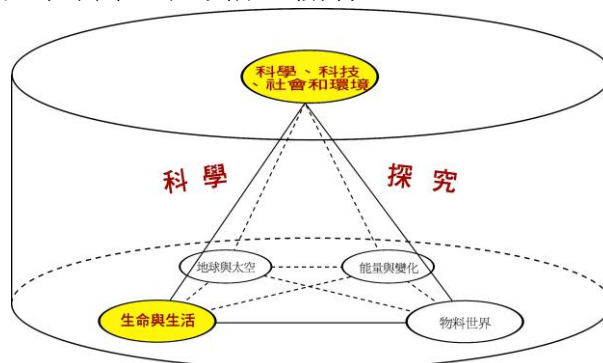 科學、科技
、社會和環境
科學 探究
地球與太空 能量與變化
生命與生活 物料世界